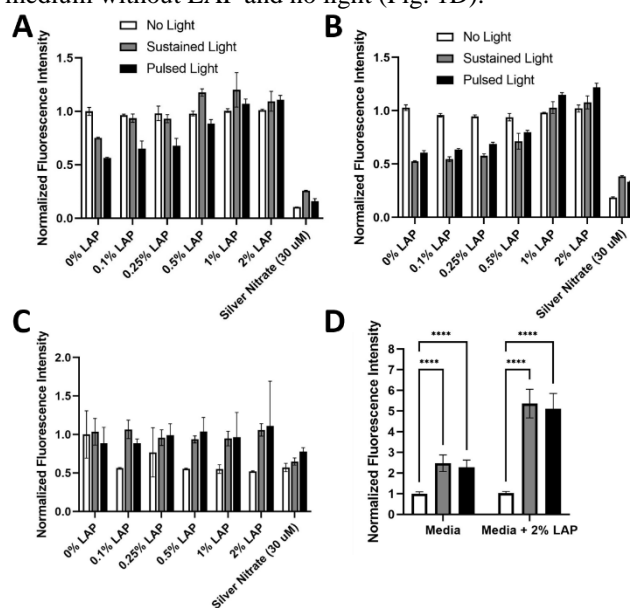 medium without LAP and no light (Fig. 1D).
A
No Light
Sustained Light
Pulsed Light
Normalized Fluorescence Intensity
1.5
1.0
0.5
0.0
0% LAP
0.1% LAP
0.25% LAP
0.5% LAP
1% LAP
2% LAP
Silver Nitrate (30 uM)
B
No Light
Sustained Light
Pulsed Light
Normalized Fluorescence Intensity
1.5
1.0
0.5
0.0
0% LAP
0.1% LAP
0.25% LAP
0.5% LAP
1% LAP
2% LAP
Silver Nitrate (30 uM)
C
Normalized Fluorescence Intensity
2.0
1.5
1.0
0.5
0.0
0% LAP
0.1% LAP
0.25% LAP
0.5% LAP
1% LAP
2% LAP
Silver Nitrate (30 uM)
D
Normalized Fluorescence Intensity
8
7
6
5
4
3
2
1
0
****
****
****
****
Media
Media + 2% LAP